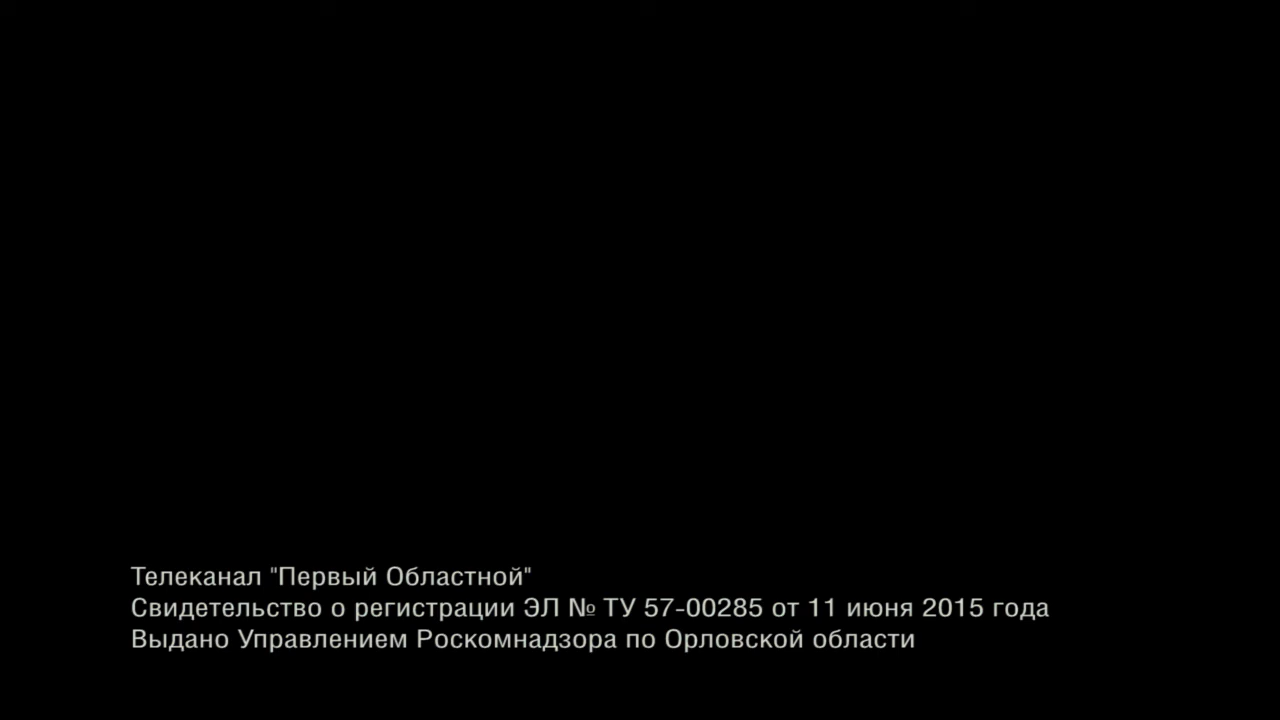 Телеканал "Первый Областной"
Свидетельство о регистрации ЭЛ № ТУ 57-00285 от 11 июня 2015 года
Выдано Управлением Роскомнадзора по Орловской области